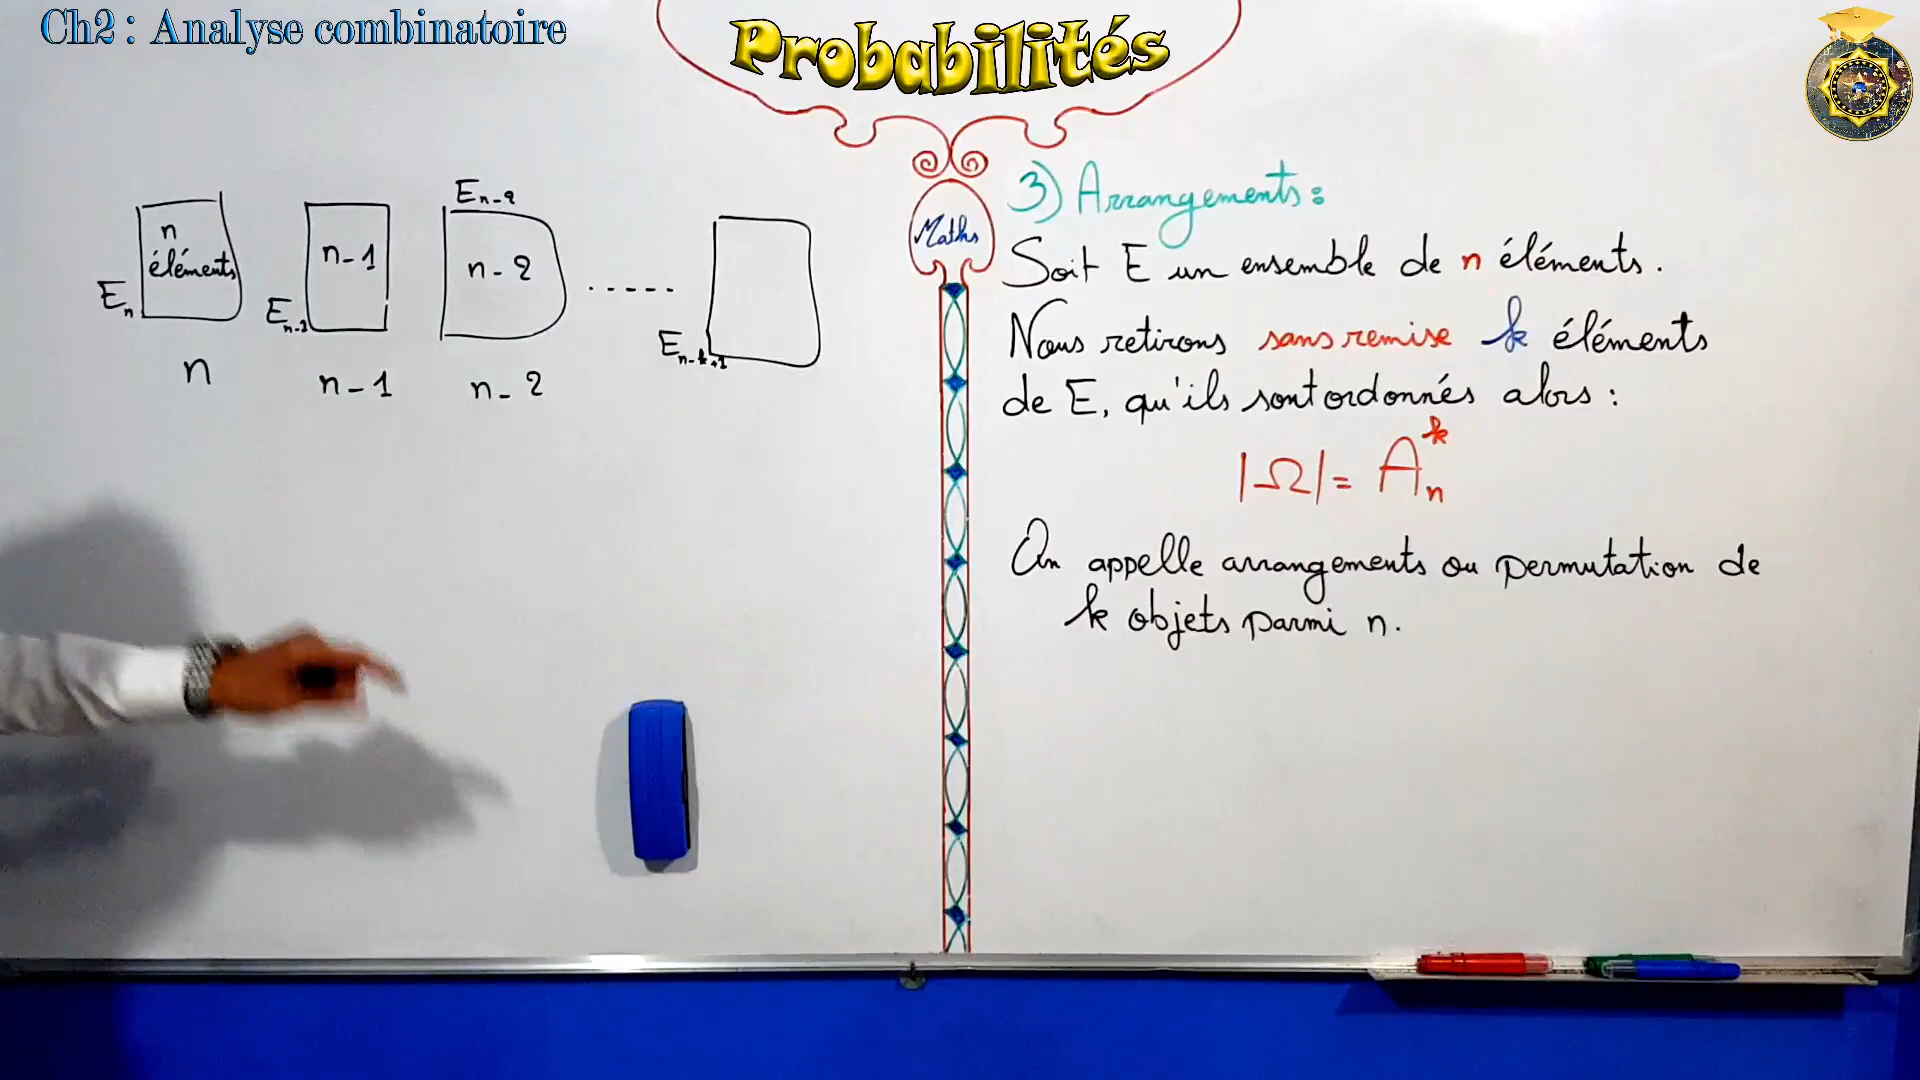 Ch2 : Analyse combinatoire
Probabilités
n
éléments
E_n
n
n-1
E_{n-1}
n-1
E_{n-2}
n-2
n-2
......
E_{n-k+1}
Maths
3) Arrangements :
Soit E un ensemble de n éléments.
Nous retirons sans remise k éléments
de E, qu'ils sont ordonnés alors :
|Ω| = A_n^k
On appelle arrangements ou permutation de
k objets parmi n.